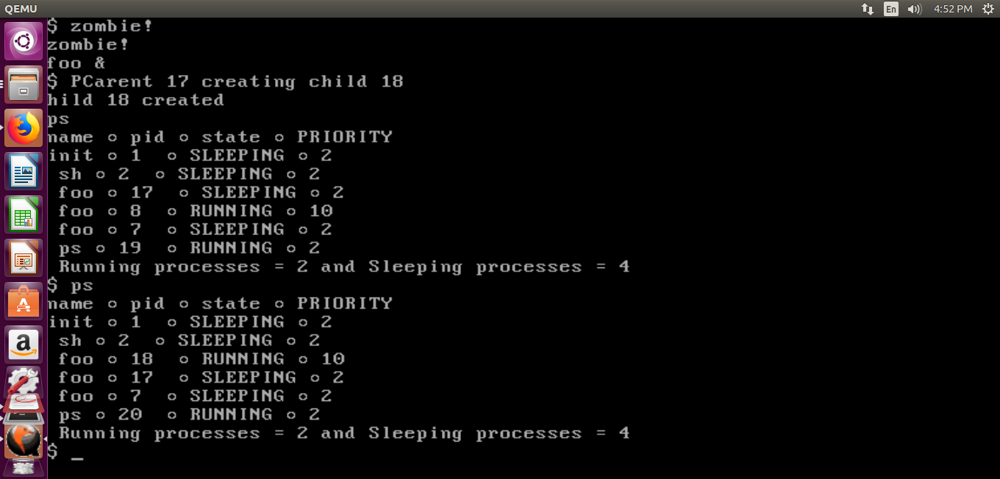 QEMU
En
4:52 PM
$ zombie!
zombie!
foo &
$ PCarent 17 creating child 18
hild 18 created
ps
name o pid o state o PRIORITY
init o 1 o SLEEPING o 2
sh o 2 o SLEEPING o 2
foo o 17 o SLEEPING o 2
foo o 8 o RUNNING o 10
foo o 7 o SLEEPING o 2
ps o 19 o RUNNING o 2
Running processes = 2 and Sleeping processes = 4
$ ps
name o pid o state o PRIORITY
init o 1 o SLEEPING o 2
sh o 2 o SLEEPING o 2
foo o 18 o RUNNING o 10
foo o 17 o SLEEPING o 2
foo o 7 o SLEEPING o 2
ps o 20 o RUNNING o 2
Running processes = 2 and Sleeping processes = 4
$ _